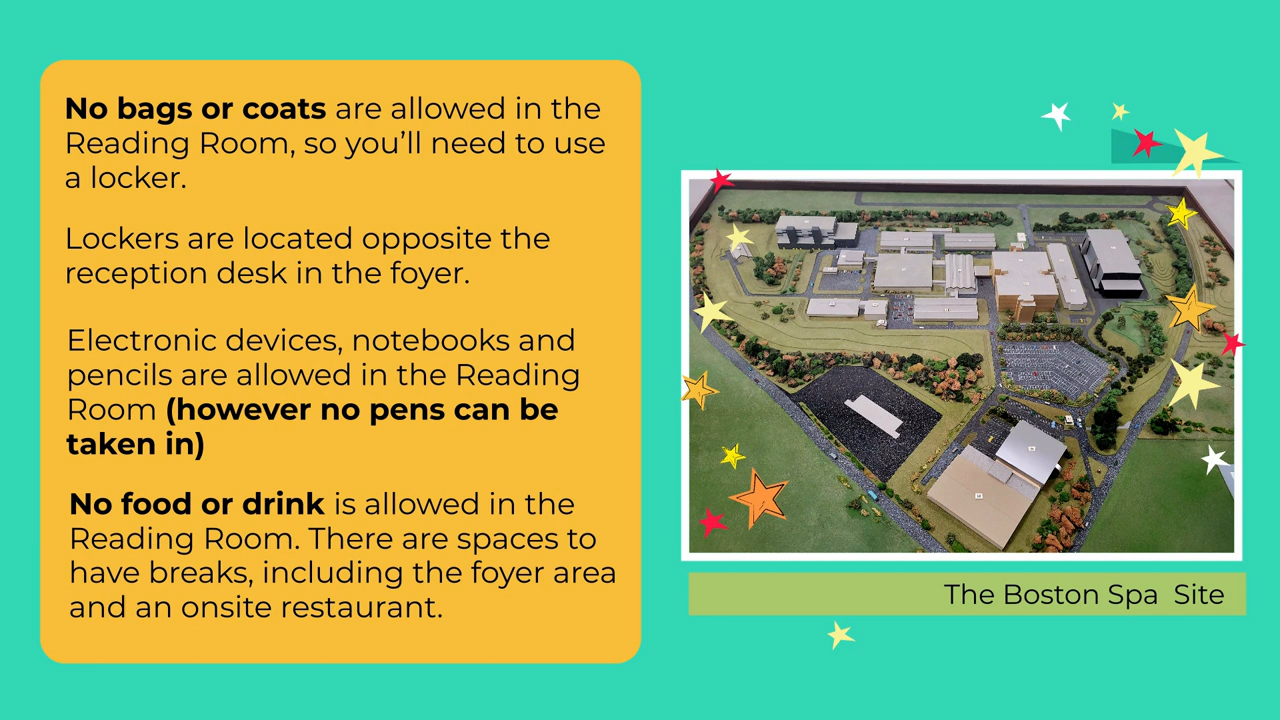 No bags or coats are allowed in the
Reading Room, so you’ll need to use
a locker.
Lockers are located opposite the
reception desk in the foyer.
Electronic devices, notebooks and
pencils are allowed in the Reading
Room (however no pens can be
taken in)
No food or drink is allowed in the
Reading Room. There are spaces to
have breaks, including the foyer area
and an onsite restaurant.
The Boston Spa  Site